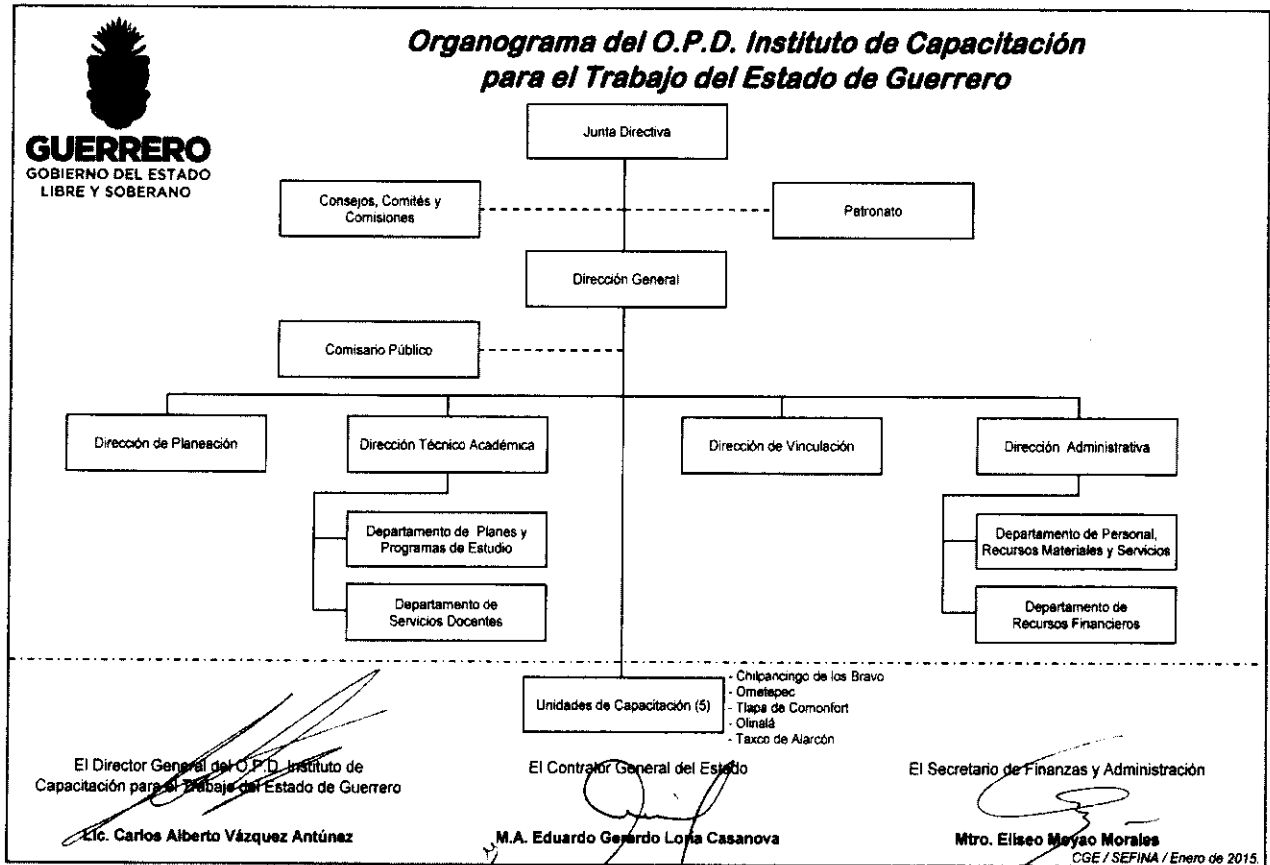 Organograma del O.P.D. Instituto de Capacitación
para el Trabajo del Estado de Guerrero
GUERRERO
GOBIERNO DEL ESTADO
LIBRE Y SOBERANO
Junta Directiva
Consejos, Comités y
Comisiones
Patronato
Dirección General
Comisario Público
Dirección de Planeación
Dirección Técnico Académica
Dirección de Vinculación
Dirección Administrativa
Departamento de Planes y
Programas de Estudio
Departamento de Personal,
Recursos Materiales y Servicios
Departamento de
Servicios Docentes
Departamento de
Recursos Financieros
Unidades de Capacitación (5)
- Chilpancingo de los Bravo
- Ometepec
- Tlapa de Comonfort
- Olinalá
- Taxco de Alarcón
El Director General del O.P.D. Instituto de
Capacitación para el Trabajo del Estado de Guerrero
Lic. Carlos Alberto Vázquez Antúnez
El Contralor General del Estado
M.A. Eduardo Gerardo Loria Casanova
El Secretario de Finanzas y Administración
Mtro. Eliseo Moyao Morales
CGE / SEFINA / Enero de 2015.